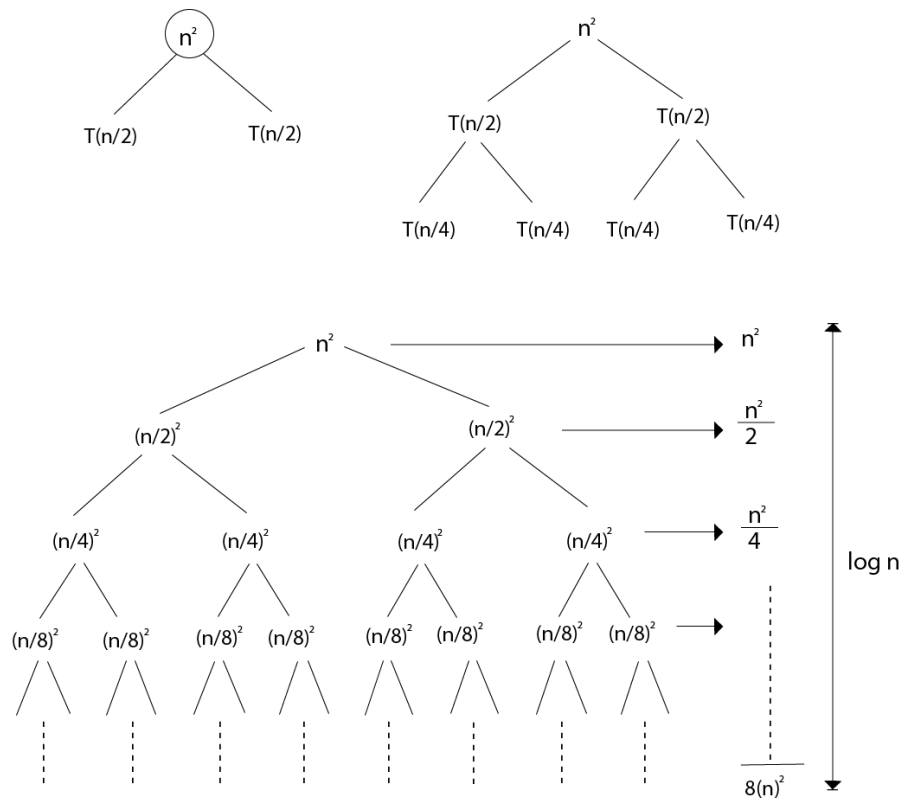 n²
T(n/2) T(n/2)
n²
T(n/2) T(n/2)
T(n/4) T(n/4) T(n/4) T(n/4)
n² n²
(n/2)² (n/2)² n²/2
(n/4)² (n/4)² (n/4)² (n/4)² n²/4
log n
(n/8)² (n/8)² (n/8)² (n/8)² (n/8)² (n/8)² (n/8)² (n/8)²
8(n)²